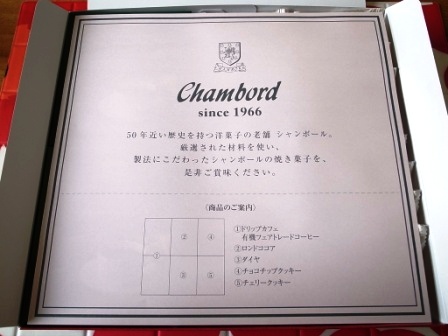 Chambord
since 1966
50年近い歴史を持つ洋菓子の老舗 シャンボール。
厳選された材料を使い、
製法にこだわったシャンボールの焼き菓子を、
是非ご賞味ください。
〈商品のご案内〉
① ② ④
③ ⑤
①ドリップカフェ
有機フェアトレードコーヒー
②ロンドココア
③ダイヤ
④チョコチップクッキー
⑤チェリークッキー